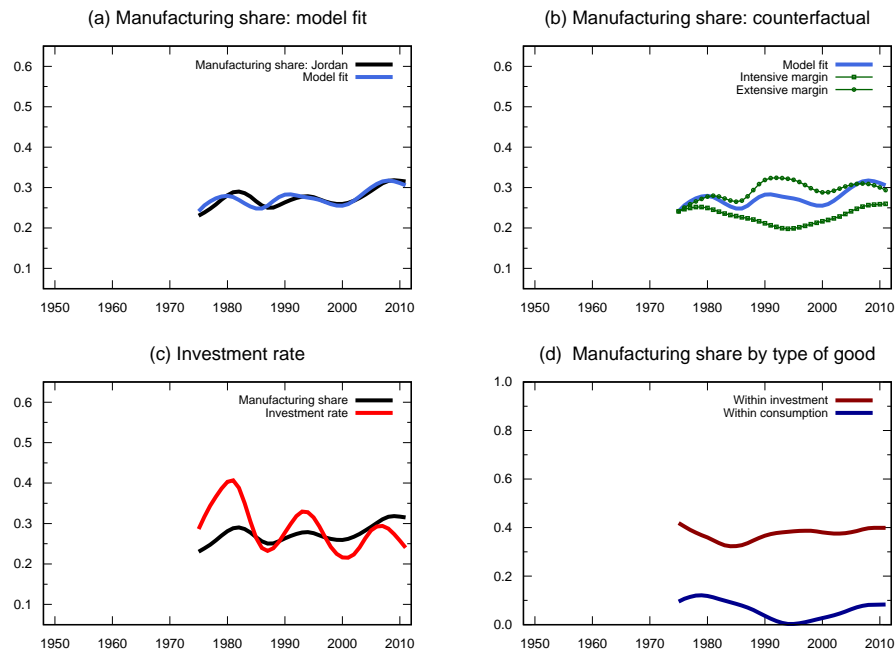 (a) Manufacturing share: model fit
0.6
0.5
0.4
0.3
0.2
0.1
1950 1960 1970 1980 1990 2000 2010
Manufacturing share: Jordan
Model fit
(b) Manufacturing share: counterfactual
0.6
0.5
0.4
0.3
0.2
0.1
1950 1960 1970 1980 1990 2000 2010
Model fit
Intensive margin
Extensive margin
(c) Investment rate
0.6
0.5
0.4
0.3
0.2
0.1
1950 1960 1970 1980 1990 2000 2010
Manufacturing share
Investment rate
(d) Manufacturing share by type of good
1.0
0.8
0.6
0.4
0.2
0.0
1950 1960 1970 1980 1990 2000 2010
Within investment
Within consumption